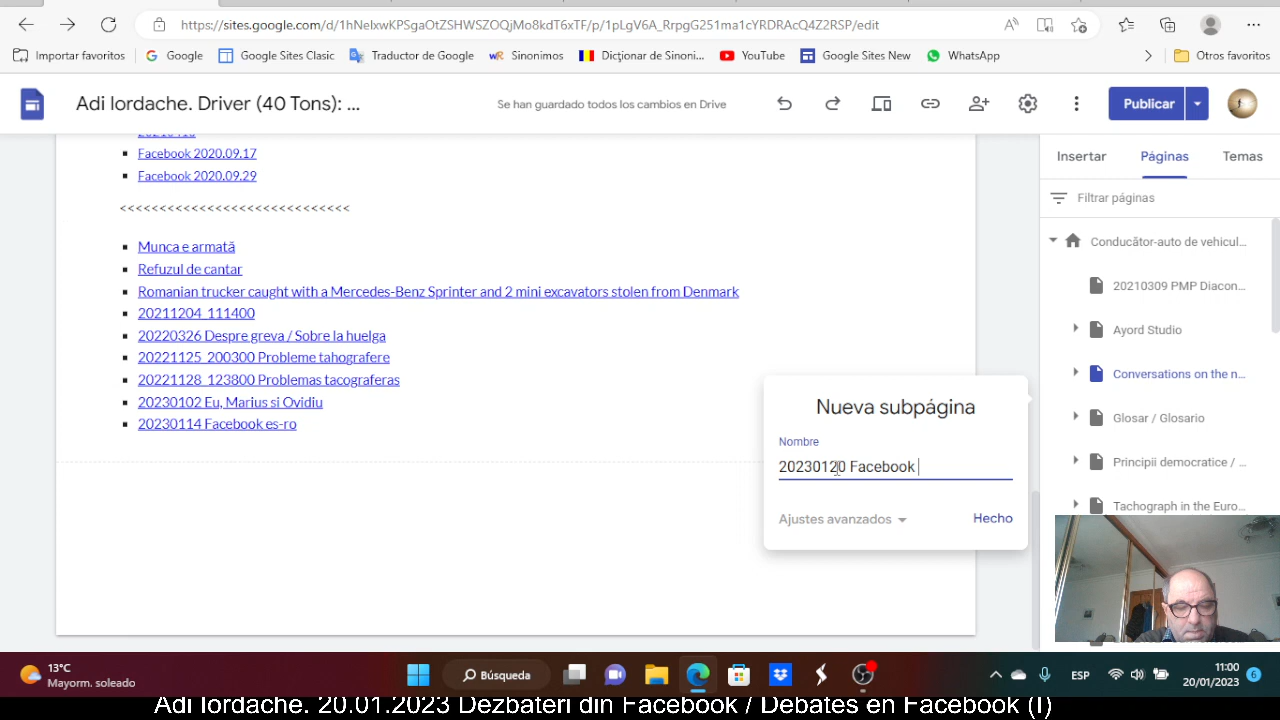 https://sites.google.com/d/1hNeIxwKPSgaOtZSHWSZOQjMo8kdT6xTF/p/1pLgV6A_RrpgG251ma1cYRDRAcQ4Z2RSP/edit
Importar favoritos
Google
Google Sites Clasic
Traductor de Google
wR Sinonimos
Dicţionar de Sinoni...
YouTube
Google Sites New
WhatsApp
Otros favoritos
Adi Iordache. Driver (40 Tons): ...
Se han guardado todos los cambios en Drive
Publicar
Insertar
Páginas
Temas
Filtrar páginas
Facebook 2020.09.17
Facebook 2020.09.29
<<<<<<<<<<<<<<<<<<<<<<<<<<<<<
Munca e armată
Refuzul de cantar
Romanian trucker caught with a Mercedes-Benz Sprinter and 2 mini excavators stolen from Denmark
20211204_111400
20220326 Despre greva / Sobre la huelga
20221125_200300 Probleme tahografere
20221128_123800 Problemas tacograferas
20230102 Eu, Marius si Ovidiu
20230114 Facebook es-ro
Conducător-auto de vehicul...
20210309 PMP Diacon...
Ayord Studio
Conversations on the n...
Glosar / Glosario
Principii democratice / ...
Tachograph in the Euro...
Nueva subpágina
Nombre
20230120 Facebook
Ajustes avanzados
Hecho
13°C
Mayorm. soleado
Búsqueda
ESP
11:00
20/01/2023
6
Adi Iordache. 20.01.2023 Dezbateri din Facebook / Debates en Facebook (I)